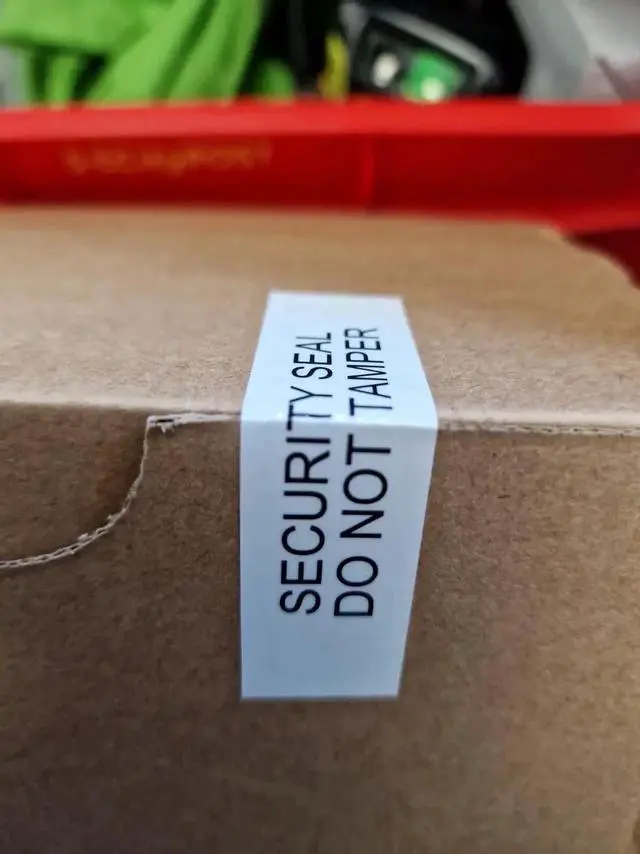 SECURITY SEAL
DO NOT TAMPER